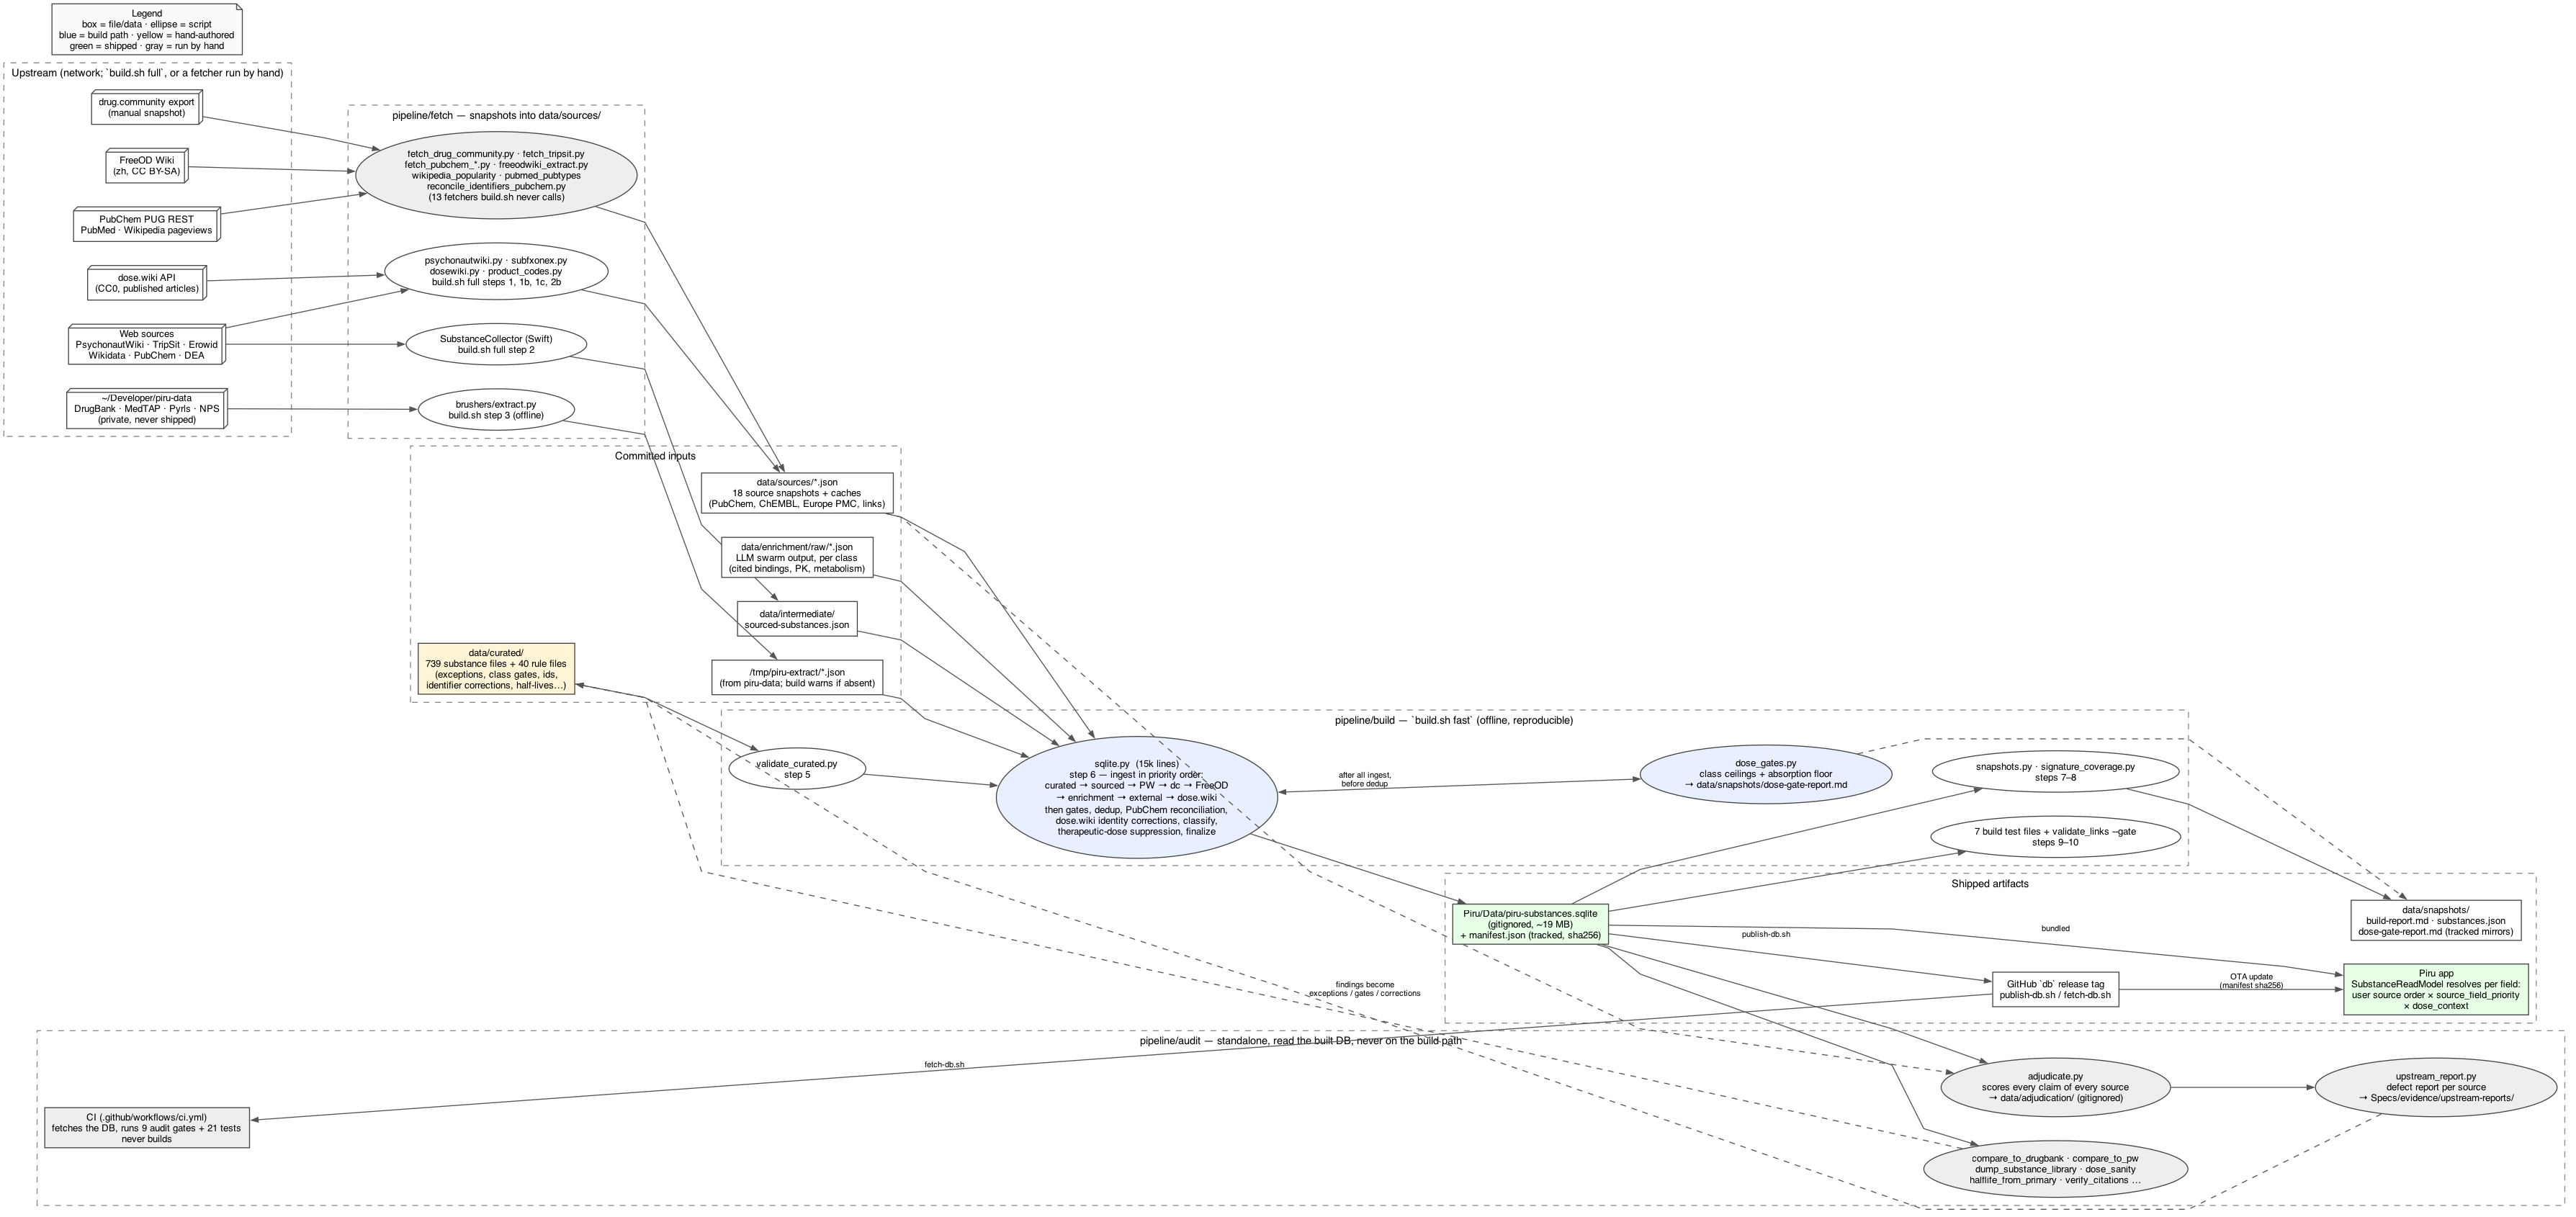 Legend
box = file/data · ellipse = script
blue = build path · yellow = hand-authored
green = shipped · gray = run by hand
Upstream (network; `build.sh full`, or a fetcher run by hand)
drug.community export
(manual snapshot)
FreeOD Wiki
(zh, CC BY-SA)
PubChem PUG REST
PubMed · Wikipedia pageviews
dose.wiki API
(CC0, published articles)
Web sources
PsychonautWiki · TripSit · Erowid
Wikidata · PubChem · DEA
~/Developer/piru-data
DrugBank · MedTAP · Pyrls · NPS
(private, never shipped)
pipeline/fetch — snapshots into data/sources/
fetch_drug_community.py · fetch_tripsit.py
fetch_pubchem_*.py · freeodwiki_extract.py
wikipedia_popularity · pubmed_pubtypes
reconcile_identifiers_pubchem.py
(13 fetchers build.sh never calls)
psychonautwiki.py · subfxonex.py
dosewiki.py · product_codes.py
build.sh full steps 1, 1b, 1c, 2b
SubstanceCollector (Swift)
build.sh full step 2
brushers/extract.py
build.sh step 3 (offline)
Committed inputs
data/sources/*.json
18 source snapshots + caches
(PubChem, ChEMBL, Europe PMC, links)
data/enrichment/raw/*.json
LLM swarm output, per class
(cited bindings, PK, metabolism)
data/intermediate/
sourced-substances.json
/tmp/piru-extract/*.json
(from piru-data; build warns if absent)
data/curated/
739 substance files + 40 rule files
(exceptions, class gates, ids,
identifier corrections, half-lives…)
pipeline/build — `build.sh fast` (offline, reproducible)
validate_curated.py
step 5
sqlite.py  (15k lines)
step 6 — ingest in priority order:
curated → sourced → PW → dc → FreeOD
→ enrichment → external → dose.wiki
then gates, dedup, PubChem reconciliation,
dose.wiki identity corrections, classify,
therapeutic-dose suppression, finalize
after all ingest,
before dedup
dose_gates.py
class ceilings + absorption floor
→ data/snapshots/dose-gate-report.md
snapshots.py · signature_coverage.py
steps 7–8
7 build test files + validate_links --gate
steps 9–10
Shipped artifacts
Piru/Data/piru-substances.sqlite
(gitignored, ~19 MB)
+ manifest.json (tracked, sha256)
publish-db.sh
bundled
data/snapshots/
build-report.md · substances.json
dose-gate-report.md (tracked mirrors)
GitHub `db` release tag
publish-db.sh / fetch-db.sh
OTA update
(manifest sha256)
Piru app
SubstanceReadModel resolves per field:
user source order × source_field_priority
× dose_context
findings become
exceptions / gates / corrections
pipeline/audit — standalone, read the built DB, never on the build path
fetch-db.sh
CI (.github/workflows/ci.yml)
fetches the DB, runs 9 audit gates + 21 tests
never builds
adjudicate.py
scores every claim of every source
→ data/adjudication/ (gitignored)
upstream_report.py
defect report per source
→ Specs/evidence/upstream-reports/
compare_to_drugbank · compare_to_pw
dump_substance_library · dose_sanity
halflife_from_primary · verify_citations …